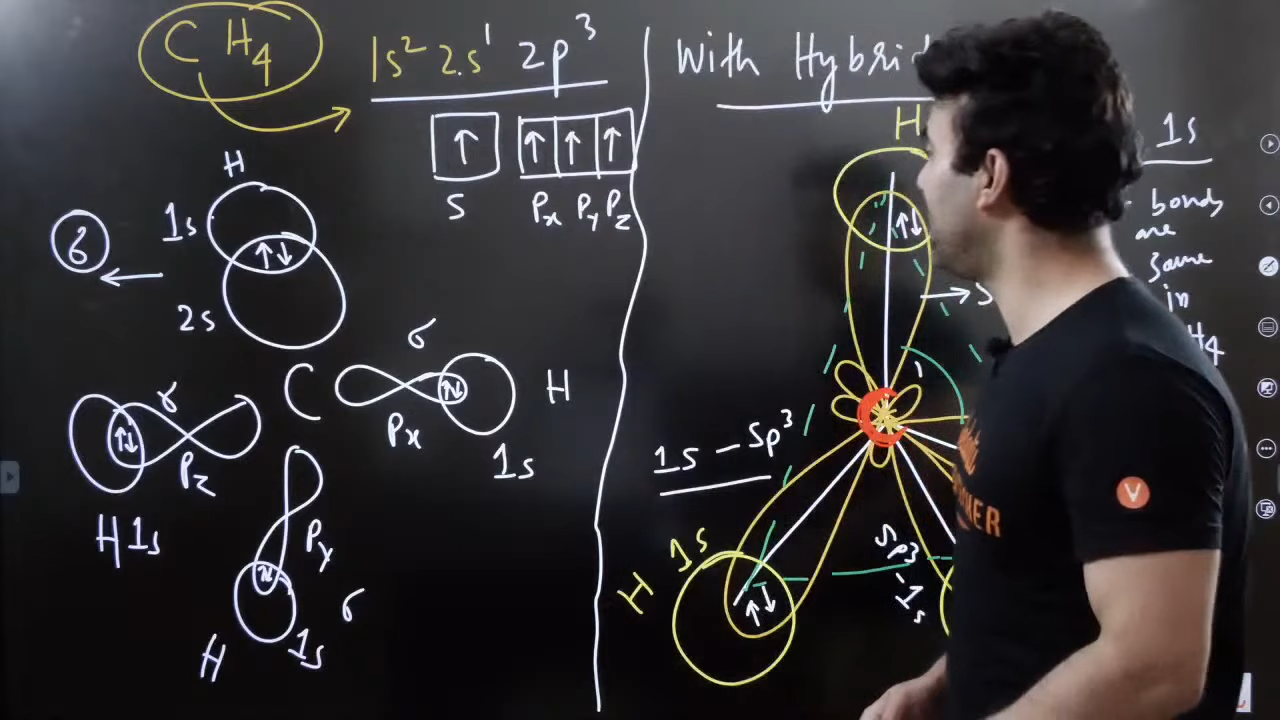 CH4
1s² 2s¹ 2p³
↑ ↑ ↑ ↑
S Px Py Pz
H
1s
↑↓
2s
σ
C
σ
Px
↑↓
H
1s
σ
↑↓
Pz
H 1s
Py
↑↓
σ
H 1s
With Hybrid
H
↑↓
1s
bonds
are
same
in
H4
1s - sp³
H 1s
↑↓
sp3
-1s
V